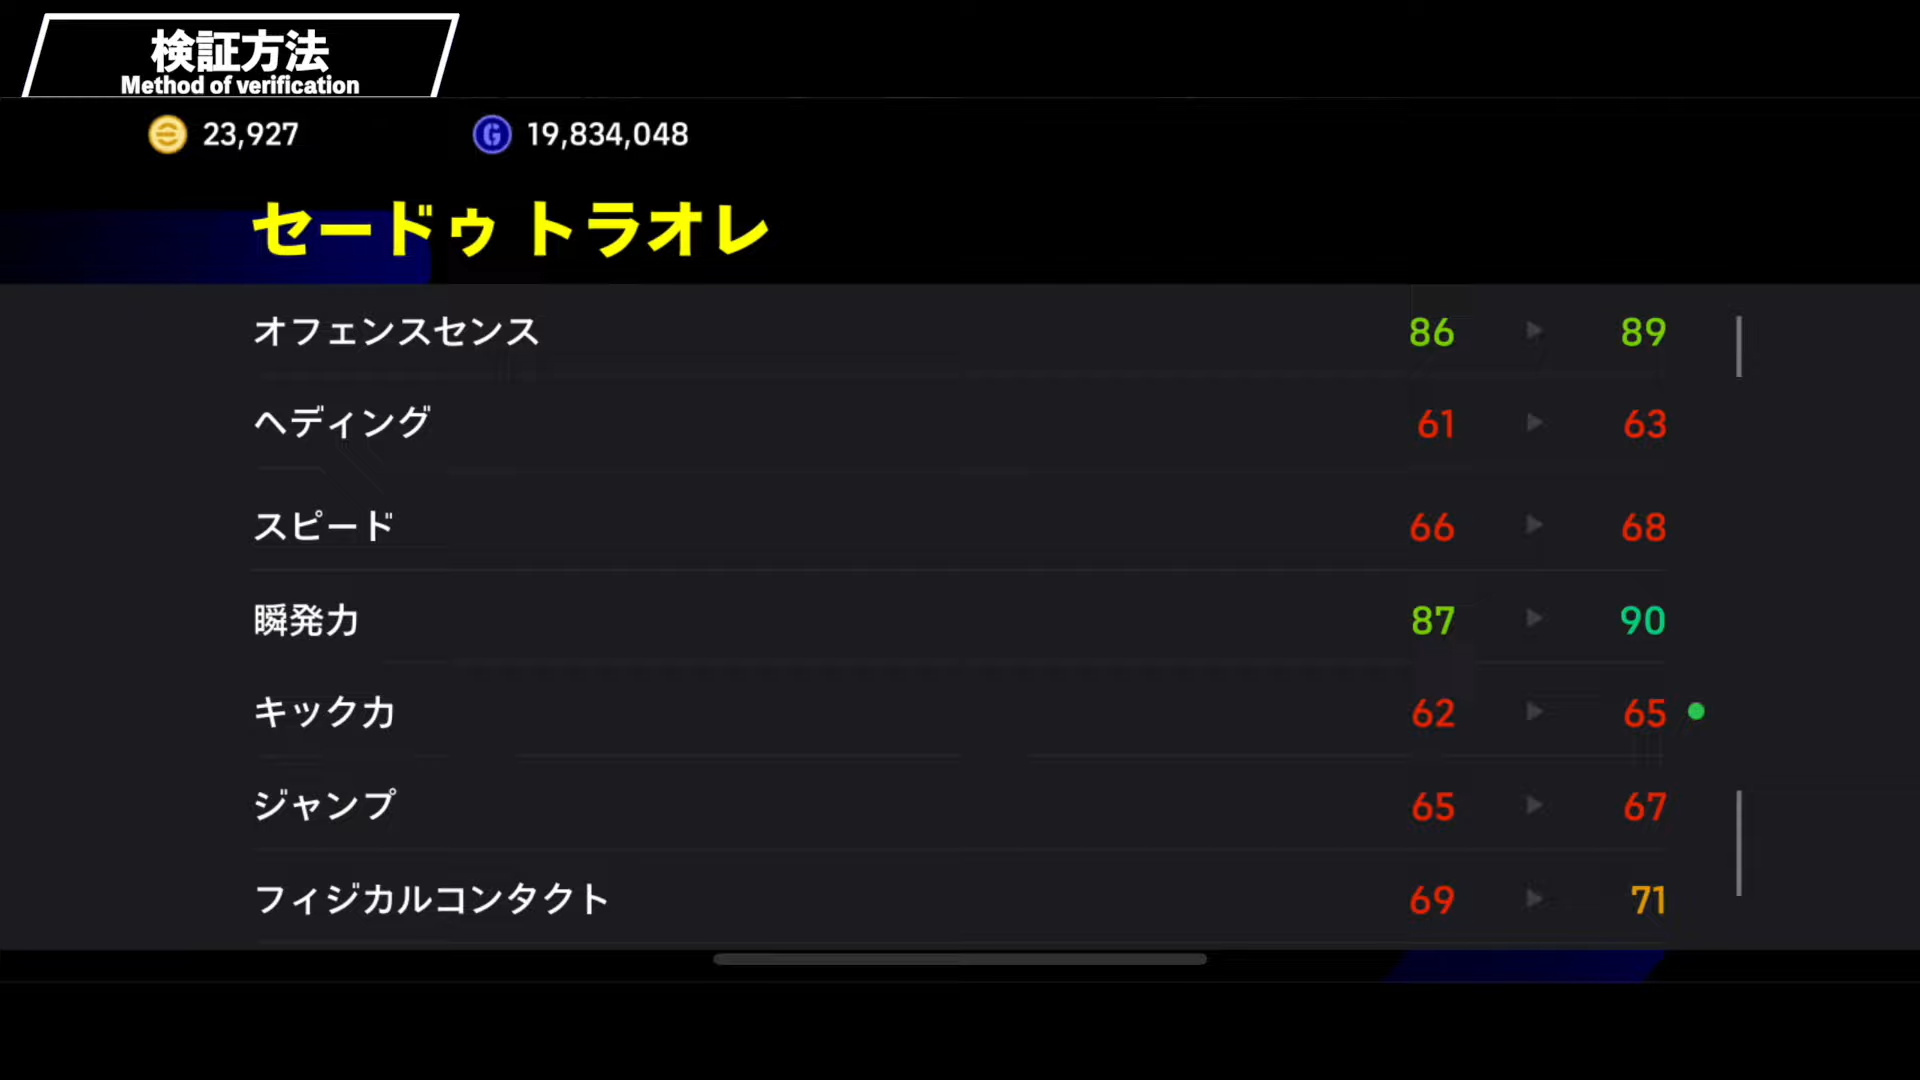 検証方法
Method of verification
23,927 19,834,048
セードゥ トラオレ
オフェンスセンス 86 89
ヘディング 61 63
スピード 66 68
瞬発力 87 90
キック力 62 65
ジャンプ 65 67
フィジカルコンタクト 69 71